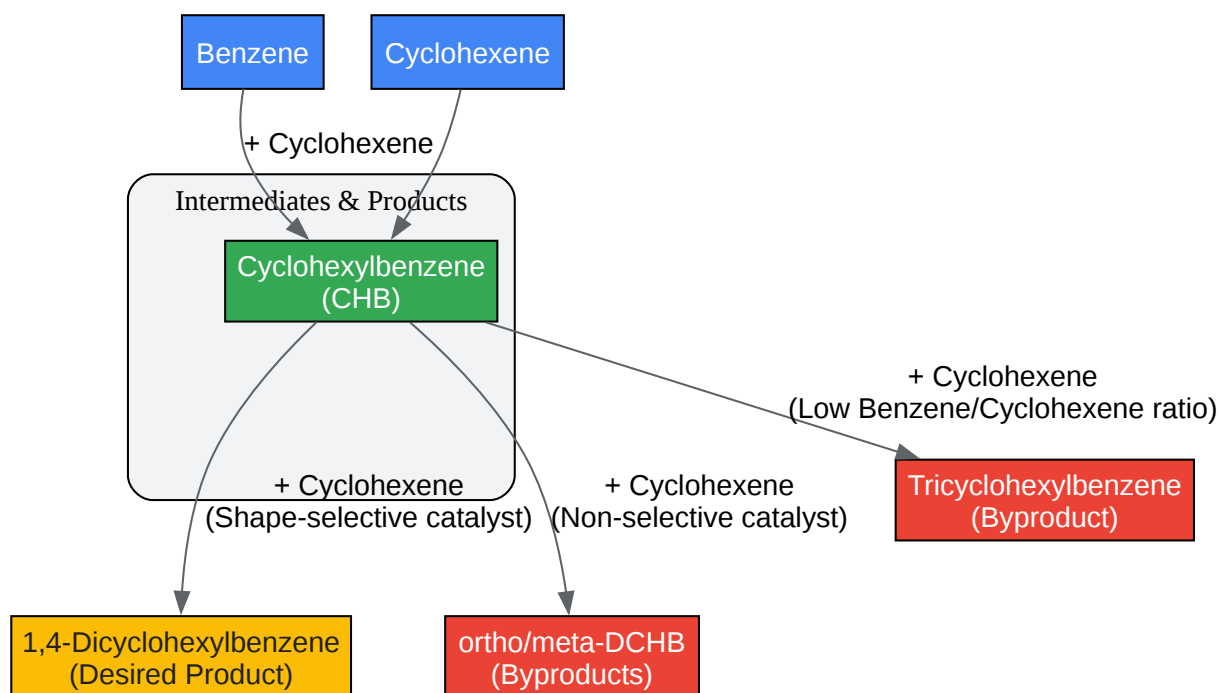 Benzene
Cyclohexene
+ Cyclohexene
Intermediates & Products
Cyclohexylbenzene
(CHB)
+ Cyclohexene
(Low Benzene/Cyclohexene ratio)
+ Cyclohexene
(Shape-selective catalyst)
+ Cyclohexene
(Non-selective catalyst)
Tricyclohexylbenzene
(Byproduct)
1,4-Dicyclohexylbenzene
(Desired Product)
ortho/meta-DCHB
(Byproducts)